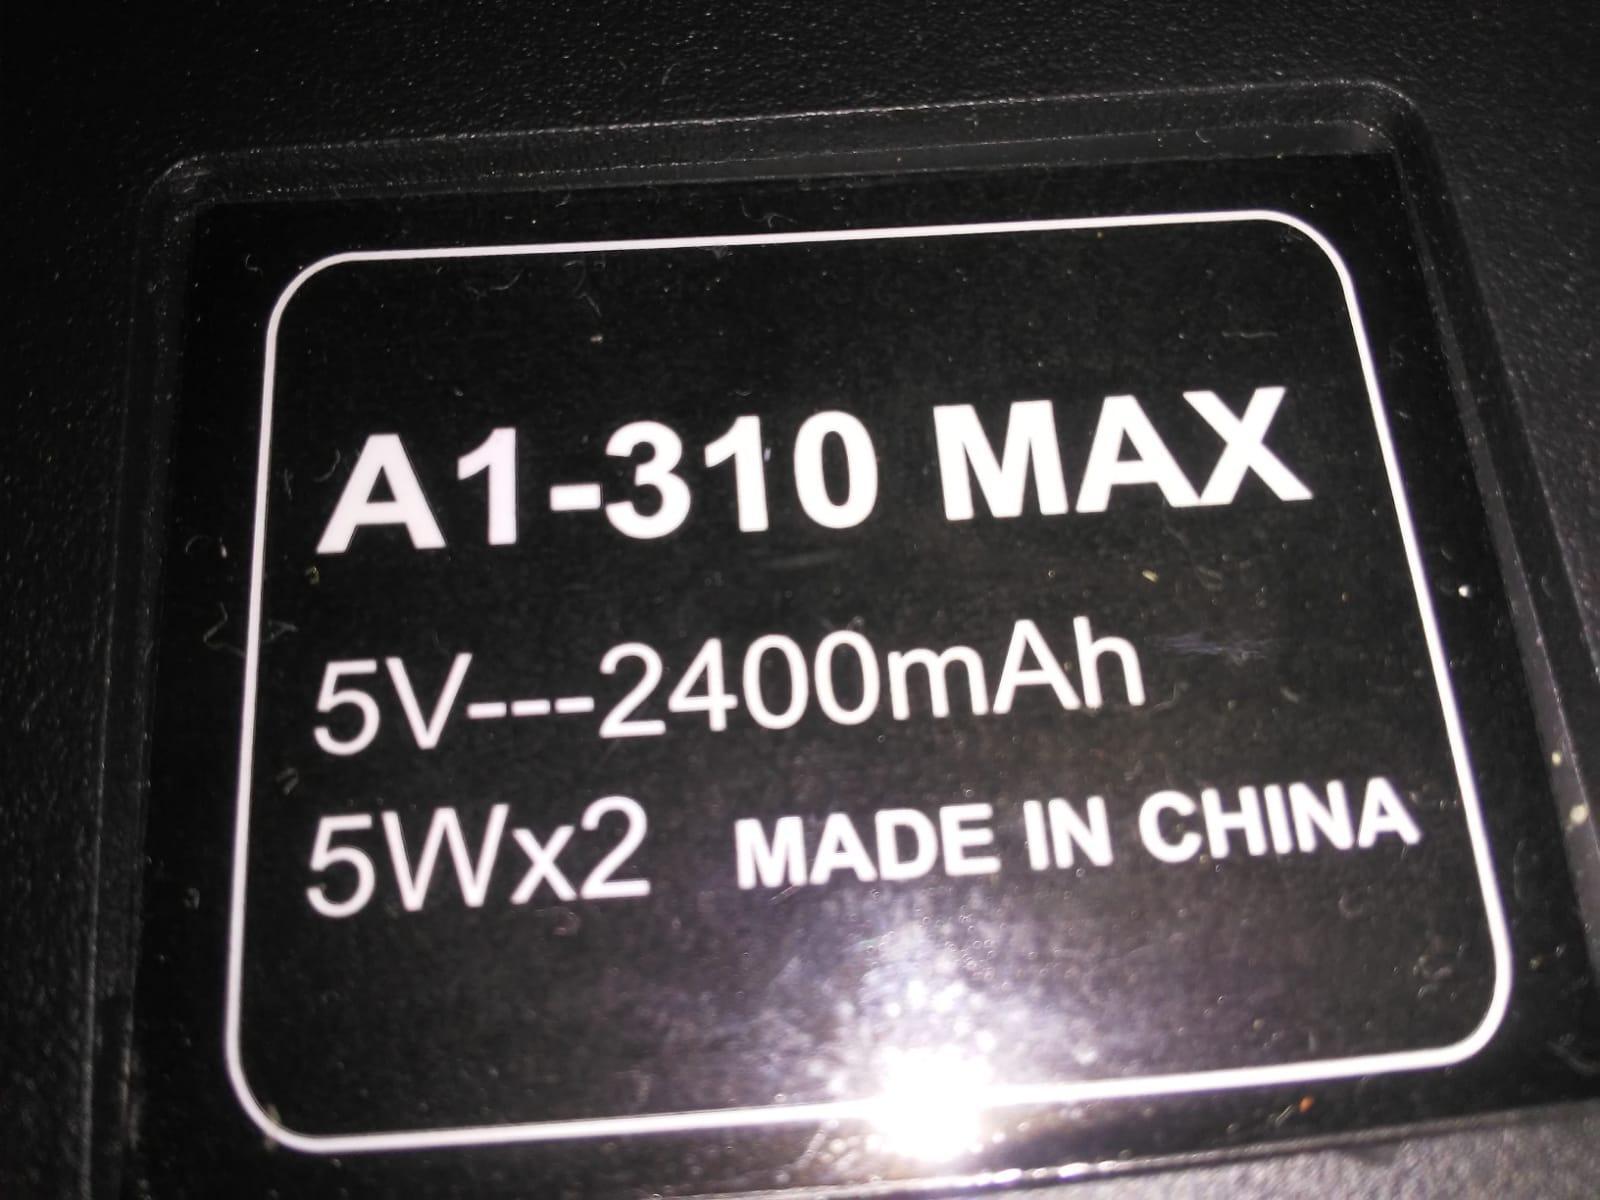 A1-310 MAX
5V---2400mAh
5Wx2 MADE IN CHINA